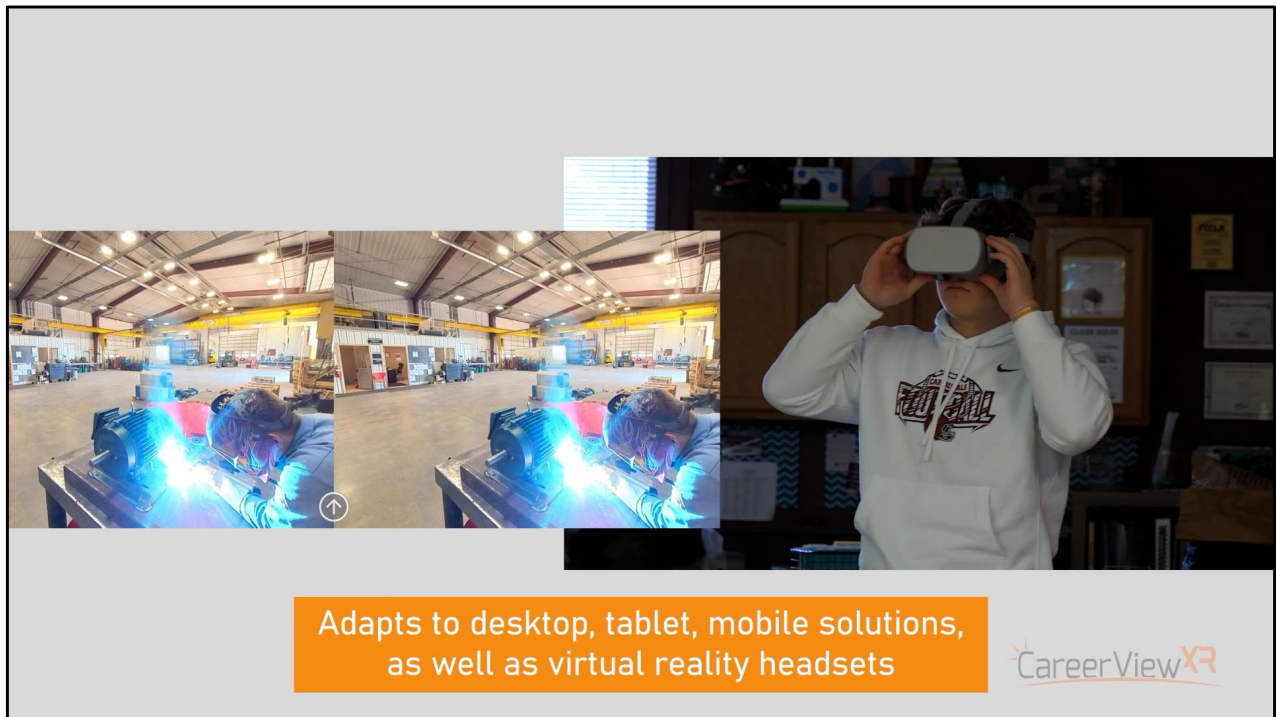 Adapts to desktop, tablet, mobile solutions,
as well as virtual reality headsets
CareerViewXR